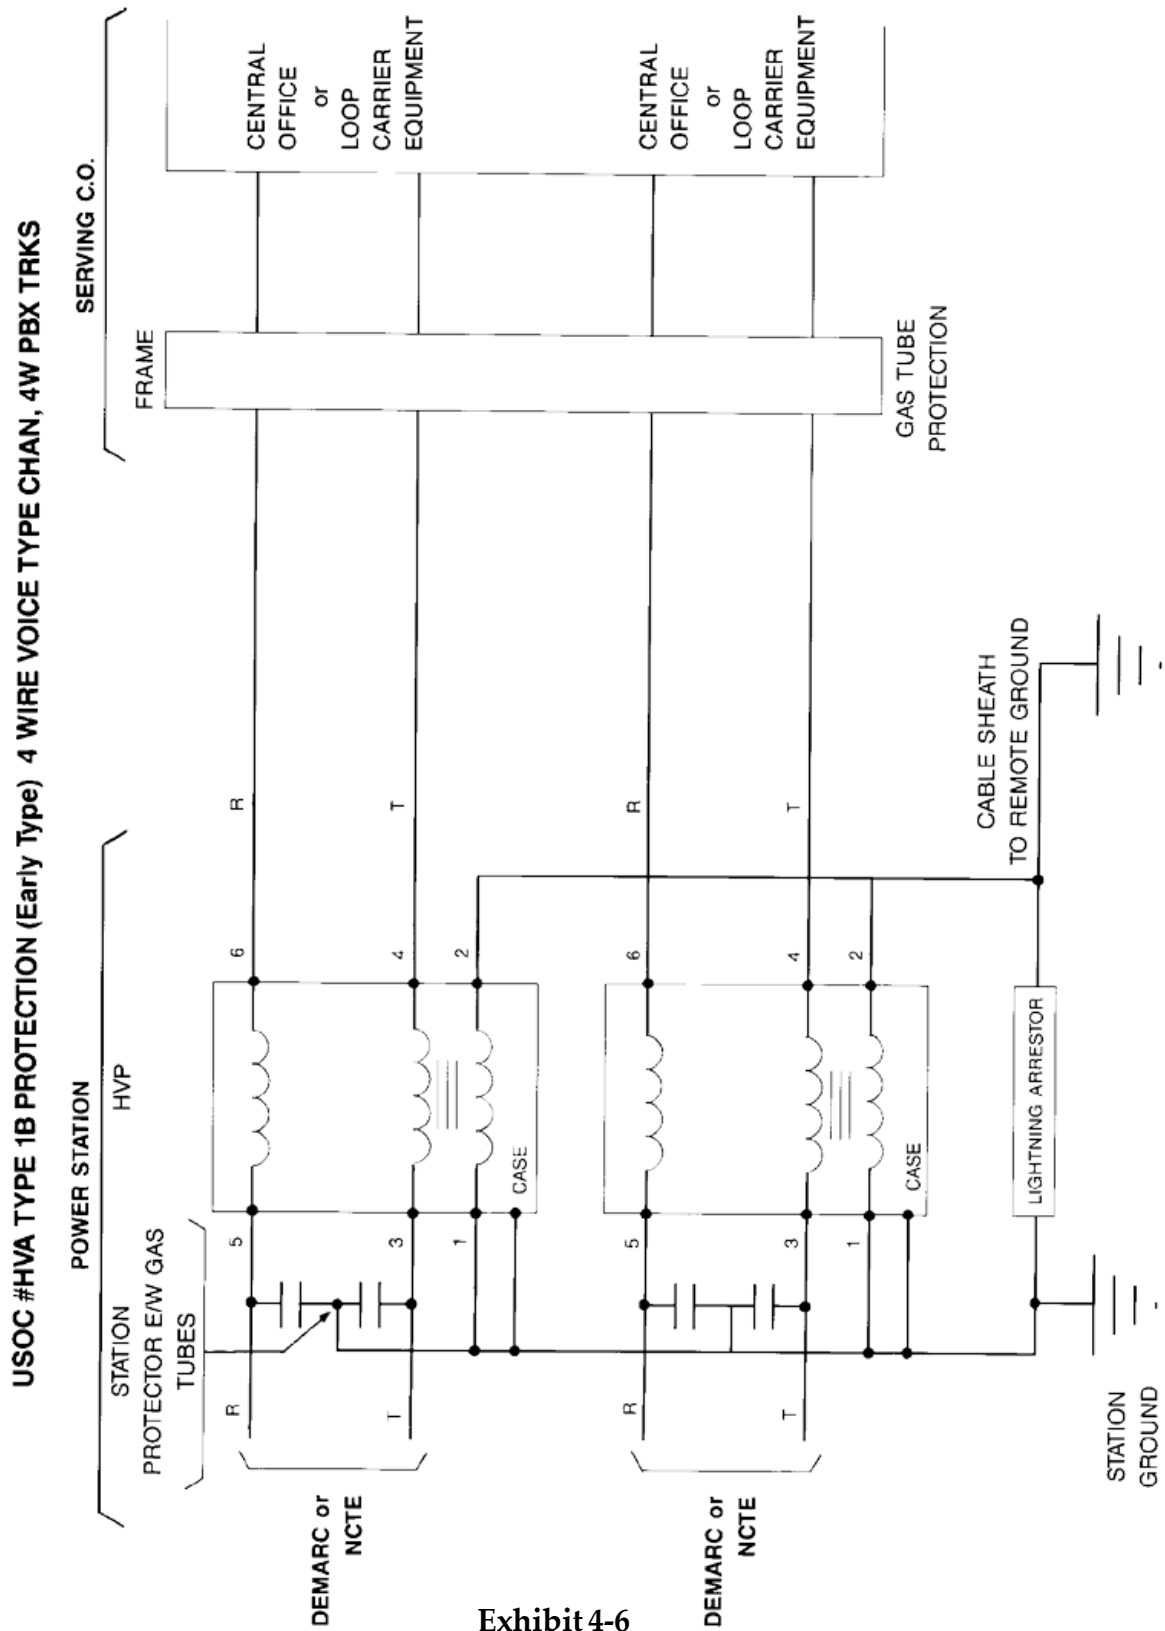 USOC #HVA TYPE 1B PROTECTION (Early Type) 4 WIRE VOICE TYPE CHAN, 4W PBX TRKS
POWER STATION
SERVING C.O.
STATION
PROTECTOR E/W GAS
TUBES
HVP
FRAME
DEMARC or
NCTE
R
5
6
R
CENTRAL
OFFICE
or
LOOP
CARRIER
EQUIPMENT
T
3
4
T
1
2
CASE
DEMARC or
NCTE
R
5
6
R
CENTRAL
OFFICE
or
LOOP
CARRIER
EQUIPMENT
T
3
4
T
1
2
CASE
GAS TUBE
PROTECTION
LIGHTNING ARRESTOR
CABLE SHEATH
TO REMOTE GROUND
STATION
GROUND
Exhibit 4-6